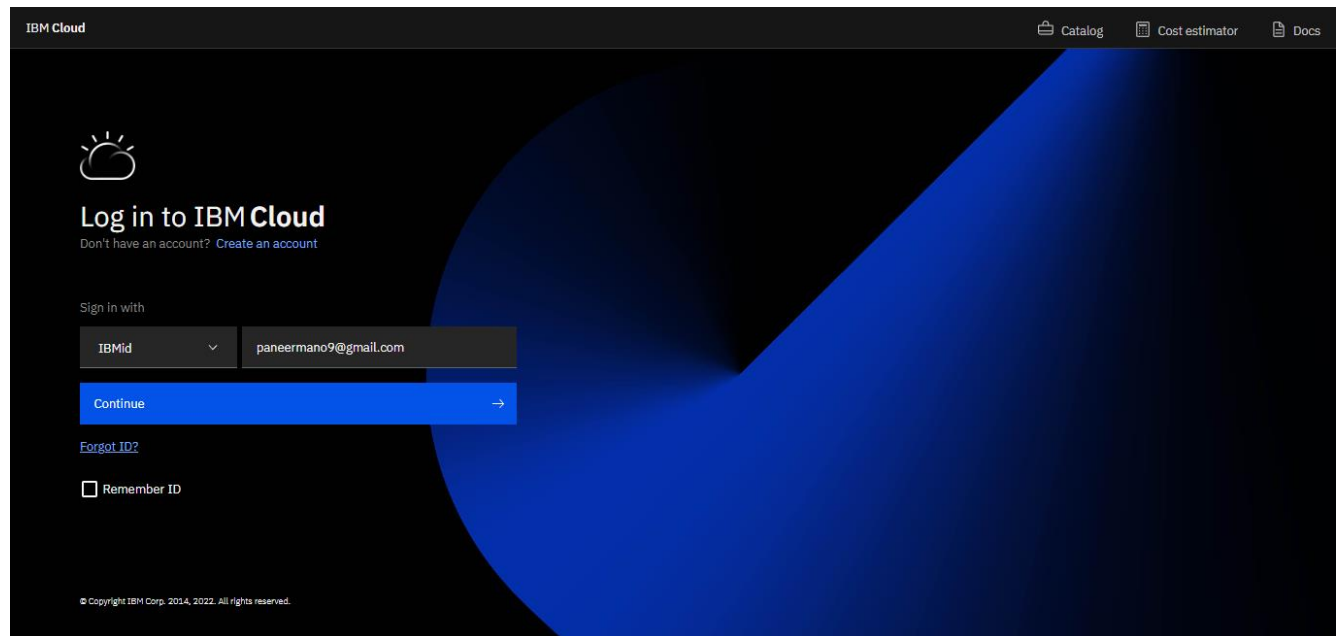 IBM Cloud Catalog Cost estimator Docs
Log in to IBM Cloud
Don't have an account? Create an account
Sign in with
IBMid paneermano9@gmail.com
Continue
Forgot ID?
Remember ID
© Copyright IBM Corp. 2014, 2022. All rights reserved.